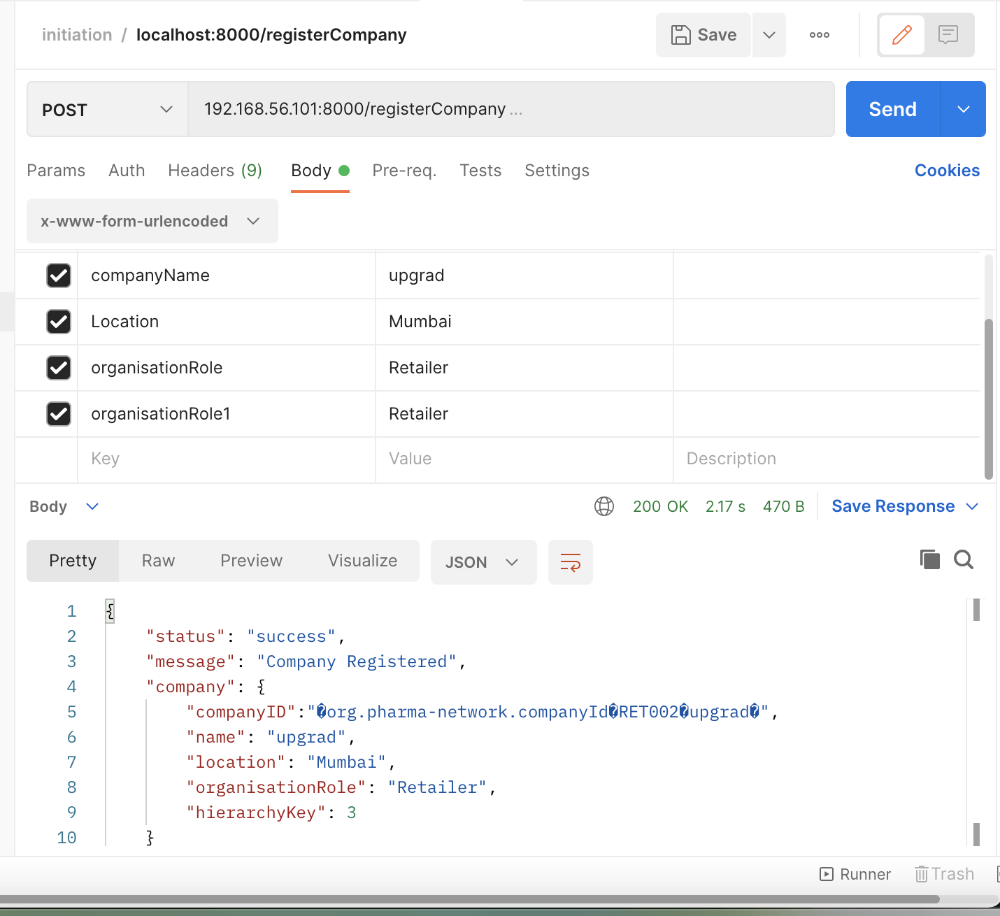 initiation / localhost:8000/registerCompany Save
POST 192.168.56.101:8000/registerCompany ... Send
Params Auth Headers (9) Body Pre-req. Tests Settings Cookies
x-www-form-urlencoded
companyName upgrad
Location Mumbai
organisationRole Retailer
organisationRole1 Retailer
Key Value Description
Body 200 OK 2.17 s 470 B Save Response
Pretty Raw Preview Visualize JSON
1 {
2 "status": "success",
3 "message": "Company Registered",
4 "company": {
5 "companyID":"�org.pharma-network.companyId�RET002�upgrad�",
6 "name": "upgrad",
7 "location": "Mumbai",
8 "organisationRole": "Retailer",
9 "hierarchyKey": 3
10 }
Runner Trash